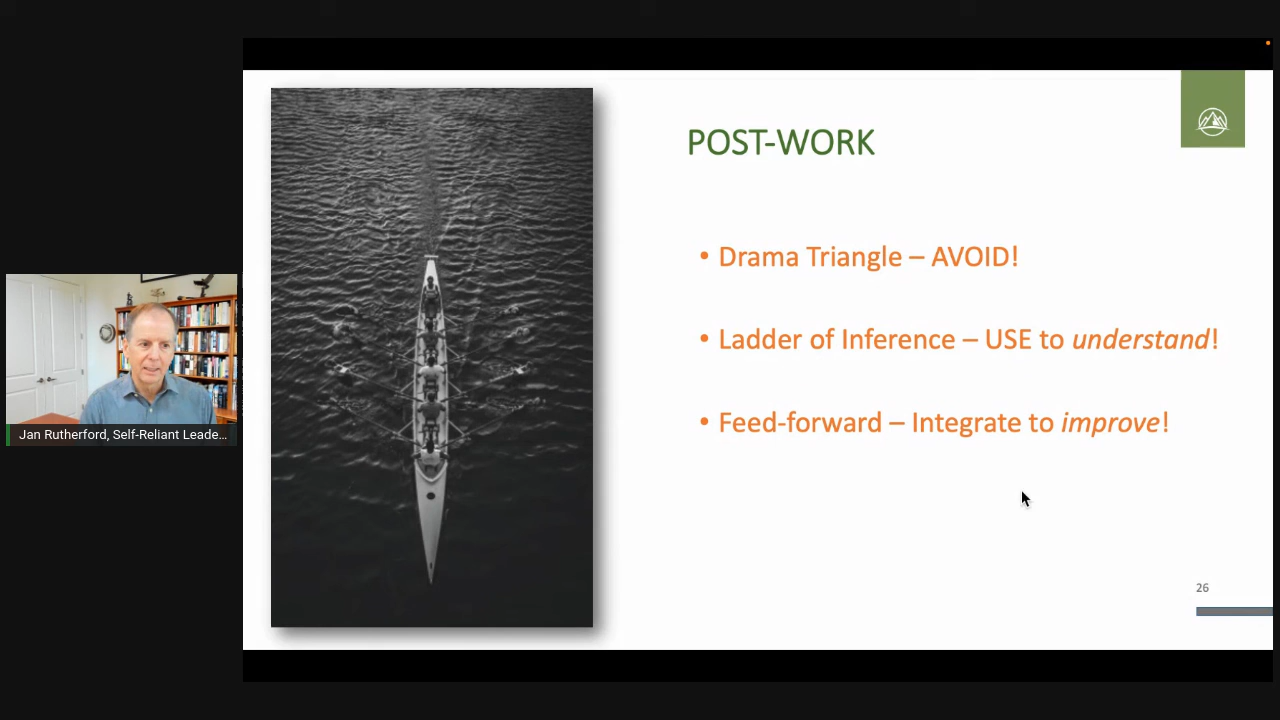 POST-WORK
• Drama Triangle – AVOID!
• Ladder of Inference – USE to understand!
• Feed-forward – Integrate to improve!
26
Jan Rutherford, Self-Reliant Leade...